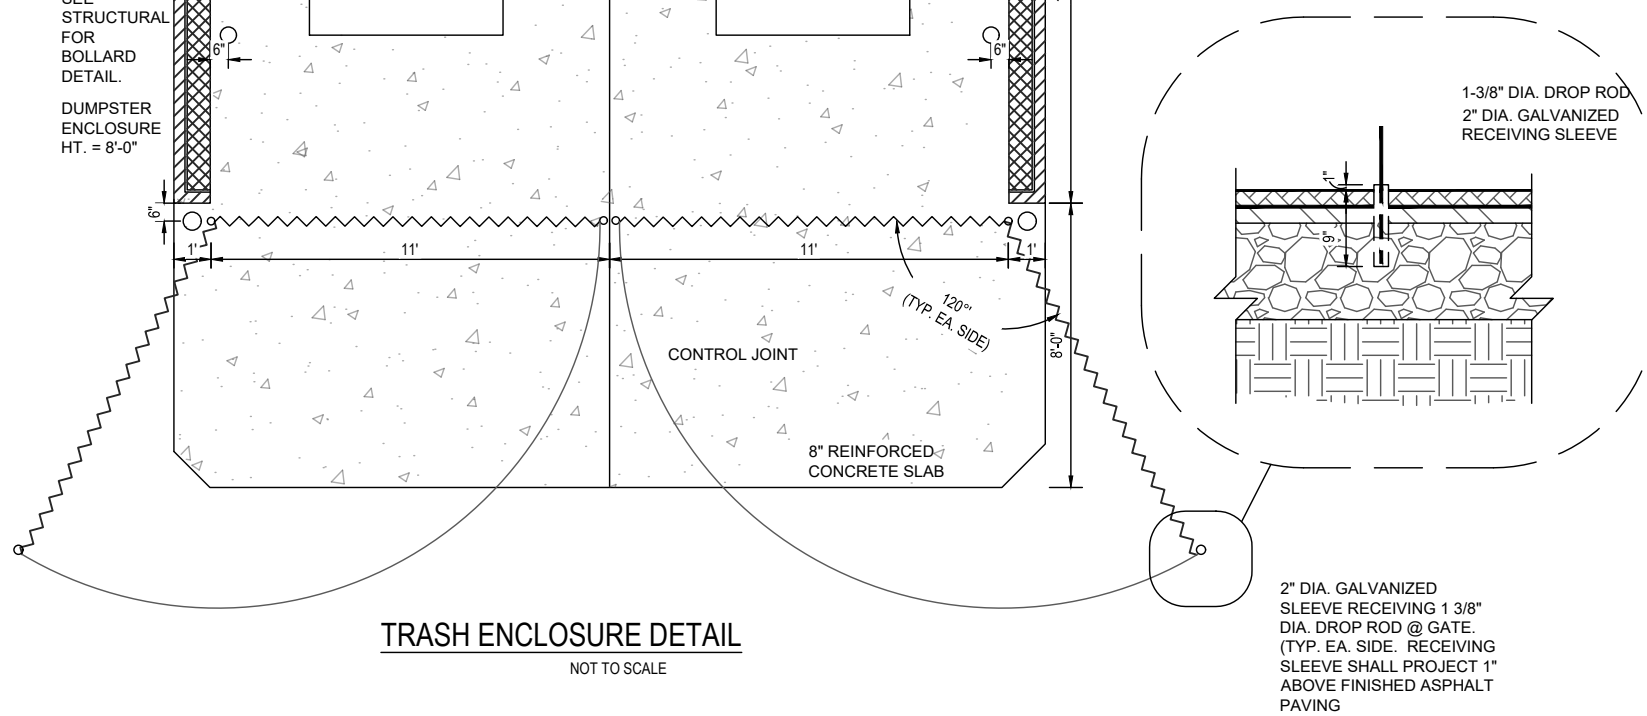 SEE
STRUCTURAL
FOR
BOLLARD
DETAIL.
DUMPSTER
ENCLOSURE
HT. = 8'-0"
6"
6"
6"
1'
11'
11'
1'
120°'
(TYP. EA. SIDE)
8'-0"
CONTROL JOINT
8" REINFORCED
CONCRETE SLAB
TRASH ENCLOSURE DETAIL
NOT TO SCALE
1-3/8" DIA. DROP ROD
2" DIA. GALVANIZED
RECEIVING SLEEVE
1"
9"
2" DIA. GALVANIZED
SLEEVE RECEIVING 1 3/8"
DIA. DROP ROD @ GATE.
(TYP. EA. SIDE. RECEIVING
SLEEVE SHALL PROJECT 1"
ABOVE FINISHED ASPHALT
PAVING